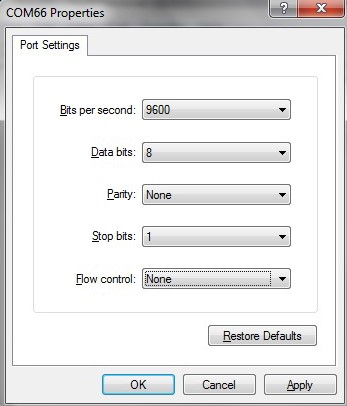 COM66 Properties
Port Settings
Bits per second: 9600
Data bits: 8
Parity: None
Stop bits: 1
Flow control: None
Restore Defaults
OK Cancel Apply